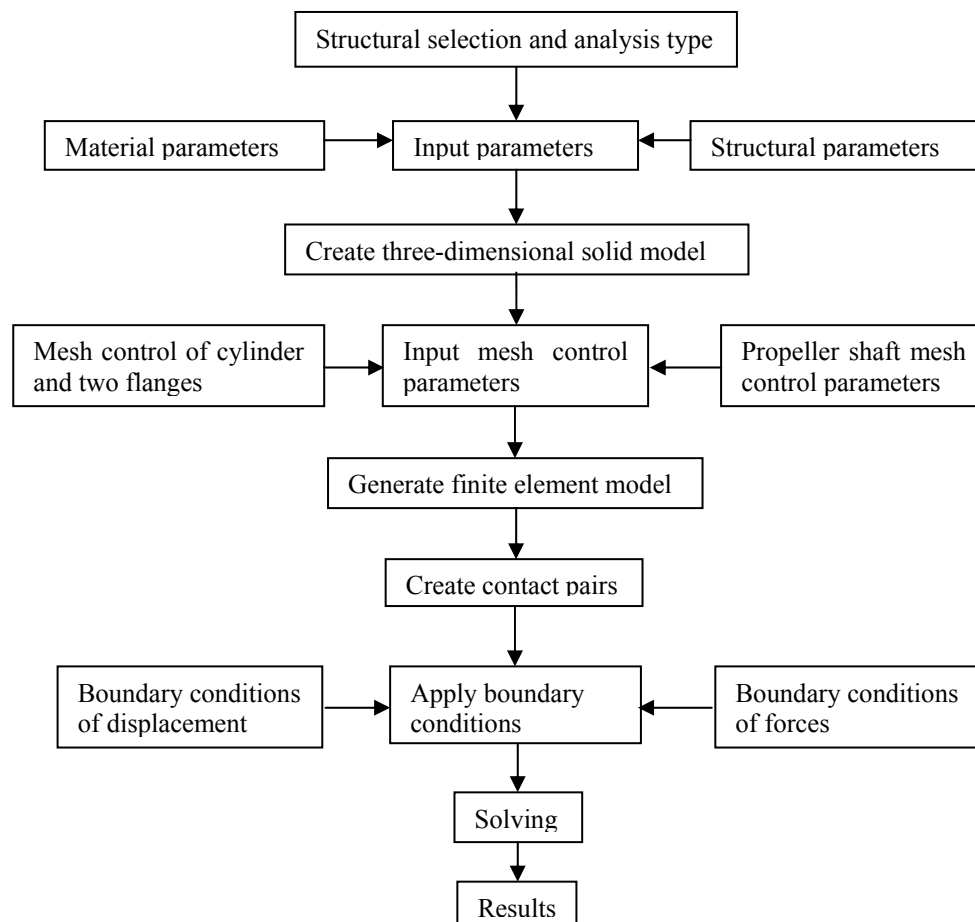 Structural selection and analysis type
Material parameters
Input parameters
Structural parameters
Create three-dimensional solid model
Mesh control of cylinder
and two flanges
Input mesh control
parameters
Propeller shaft mesh
control parameters
Generate finite element model
Create contact pairs
Boundary conditions
of displacement
Apply boundary
conditions
Boundary conditions
of forces
Solving
Results